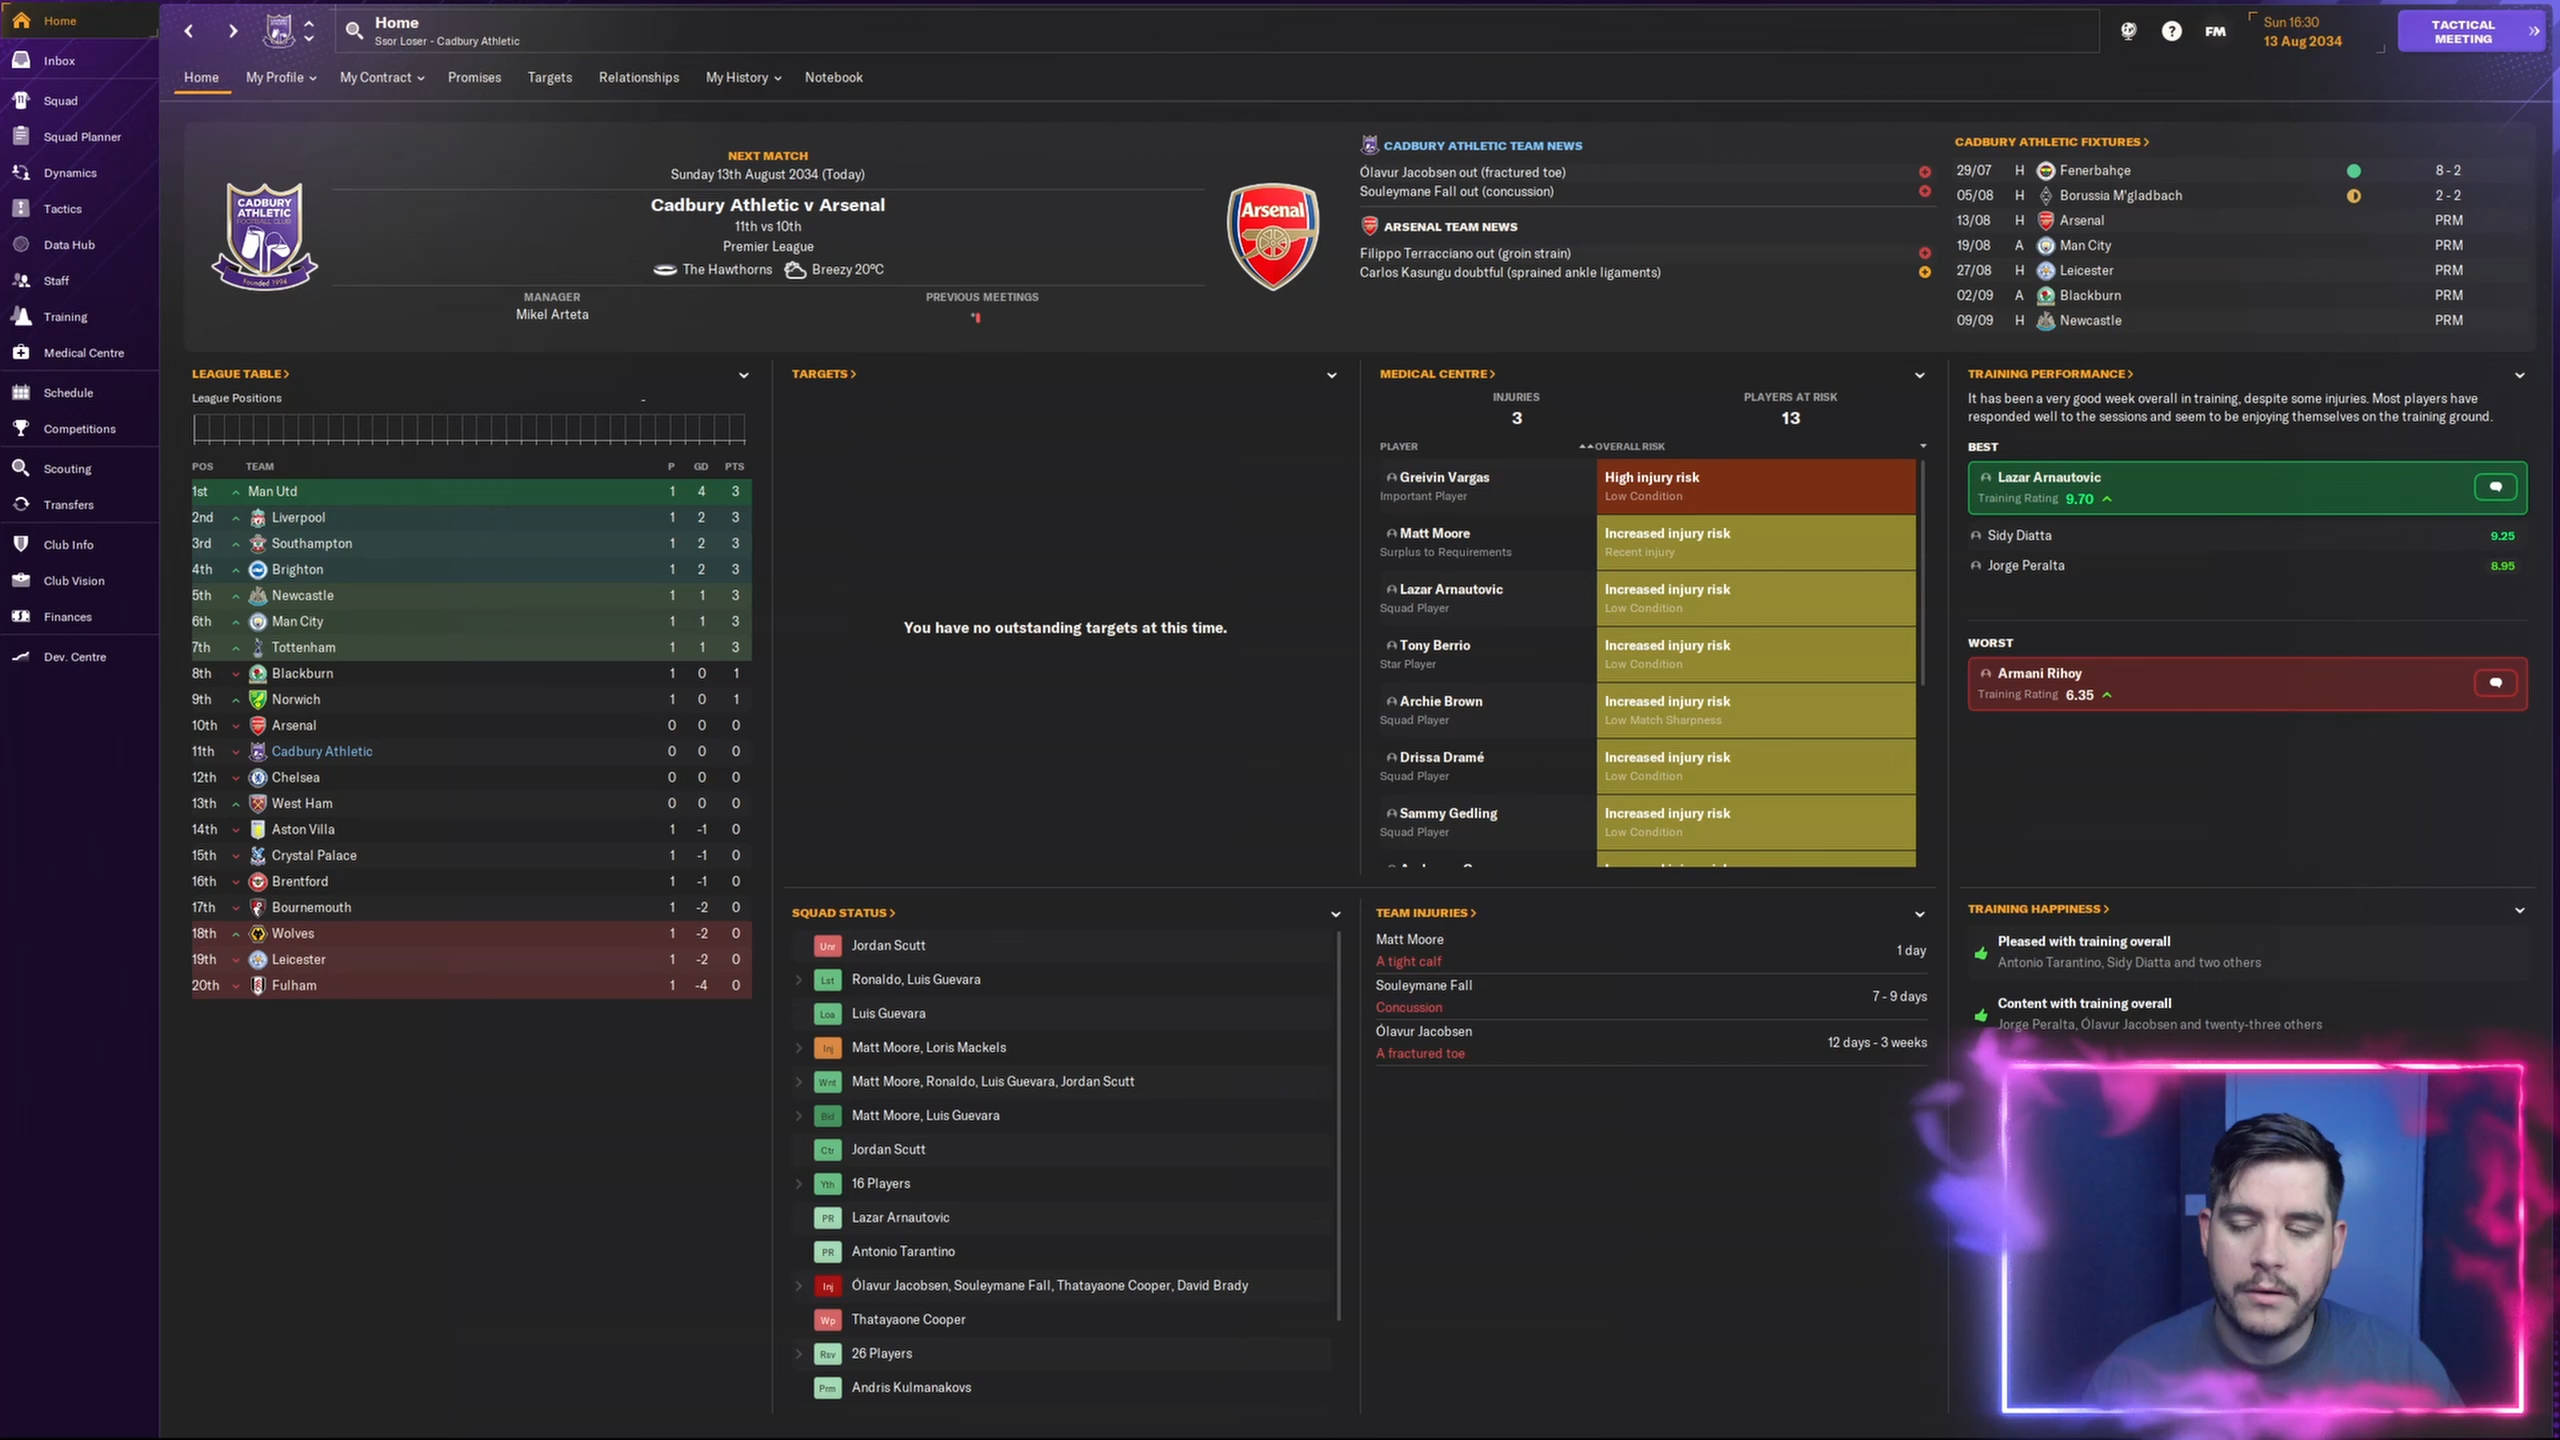 Home
Inbox
Squad
Squad Planner
Dynamics
Tactics
Data Hub
Staff
Training
Medical Centre
Schedule
Competitions
Scouting
Transfers
Club Info
Club Vision
Finances
Dev. Centre
Home
Ssor Loser - Cadbury Athletic
FM
Sun 16:30
13 Aug 2034
TACTICAL
MEETING
Home My Profile My Contract Promises Targets Relationships My History Notebook
CADBURY
ATHLETIC
FOOTBALL CLUB
Founded 1994
NEXT MATCH
Sunday 13th August 2034 (Today)
Cadbury Athletic v Arsenal
11th vs 10th
Premier League
The Hawthorns Breezy 20°C
MANAGER
Mikel Arteta
PREVIOUS MEETINGS
Arsenal
CADBURY ATHLETIC TEAM NEWS
Ólavur Jacobsen out (fractured toe)
Souleymane Fall out (concussion)
ARSENAL TEAM NEWS
Filippo Terracciano out (groin strain)
Carlos Kasungu doubtful (sprained ankle ligaments)
CADBURY ATHLETIC FIXTURES >
29/07 H Fenerbahçe 8 - 2
05/08 H Borussia M'gladbach 2 - 2
13/08 H Arsenal PRM
19/08 A Man City PRM
27/08 H Leicester PRM
02/09 A Blackburn PRM
09/09 H Newcastle PRM
LEAGUE TABLE >
League Positions -
POS TEAM P GD PTS
1st Man Utd 1 4 3
2nd Liverpool 1 2 3
3rd Southampton 1 2 3
4th Brighton 1 2 3
5th Newcastle 1 1 3
6th Man City 1 1 3
7th Tottenham 1 1 3
8th Blackburn 1 0 1
9th Norwich 1 0 1
10th Arsenal 0 0 0
11th Cadbury Athletic 0 0 0
12th Chelsea 0 0 0
13th West Ham 0 0 0
14th Aston Villa 1 -1 0
15th Crystal Palace 1 -1 0
16th Brentford 1 -1 0
17th Bournemouth 1 -2 0
18th Wolves 1 -2 0
19th Leicester 1 -2 0
20th Fulham 1 -4 0
TARGETS >
You have no outstanding targets at this time.
SQUAD STATUS >
Unr Jordan Scutt
Lst Ronaldo, Luis Guevara
Loa Luis Guevara
Inj Matt Moore, Loris Mackels
Wnt Matt Moore, Ronaldo, Luis Guevara, Jordan Scutt
Bid Matt Moore, Luis Guevara
Ctr Jordan Scutt
Yth 16 Players
PR Lazar Arnautovic
PR Antonio Tarantino
Inj Ólavur Jacobsen, Souleymane Fall, Thatayaone Cooper, David Brady
Wp Thatayaone Cooper
Rsv 26 Players
Prm Andris Kulmanakovs
MEDICAL CENTRE >
INJURIES PLAYERS AT RISK
3 13
PLAYER OVERALL RISK
Greivin Vargas High injury risk
Important Player Low Condition
Matt Moore Increased injury risk
Surplus to Requirements Recent injury
Lazar Arnautovic Increased injury risk
Squad Player Low Condition
Tony Berrio Increased injury risk
Star Player Low Condition
Archie Brown Increased injury risk
Squad Player Low Match Sharpness
Drissa Dramé Increased injury risk
Squad Player Low Condition
Sammy Gedling Increased injury risk
Squad Player Low Condition
TEAM INJURIES >
Matt Moore
A tight calf 1 day
Souleymane Fall
Concussion 7 - 9 days
Ólavur Jacobsen
A fractured toe 12 days - 3 weeks
TRAINING PERFORMANCE >
It has been a very good week overall in training, despite some injuries. Most players have
responded well to the sessions and seem to be enjoying themselves on the training ground.
BEST
Lazar Arnautovic
Training Rating 9.70
Sidy Diatta 9.25
Jorge Peralta 8.95
WORST
Armani Rihoy
Training Rating 6.35
TRAINING HAPPINESS >
Pleased with training overall
Antonio Tarantino, Sidy Diatta and two others
Content with training overall
Jorge Peralta, Ólavur Jacobsen and twenty-three others